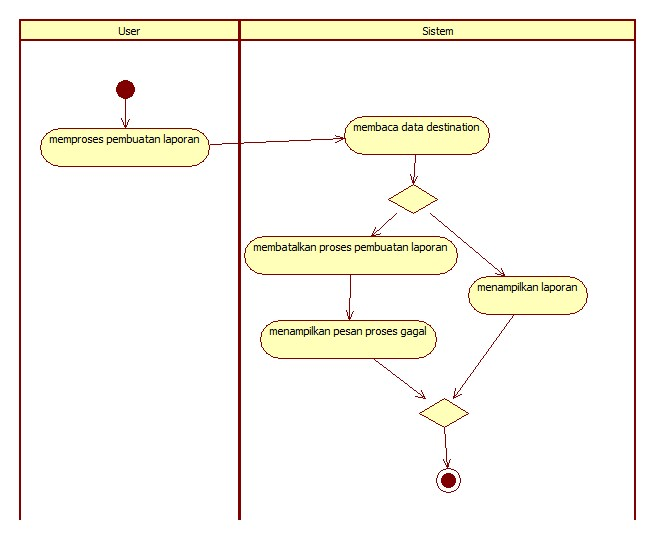 User
Sistem
memproses pembuatan laporan
membaca data destination
membatalkan proses pembuatan laporan
menampilkan laporan
menampilkan pesan proses gagal